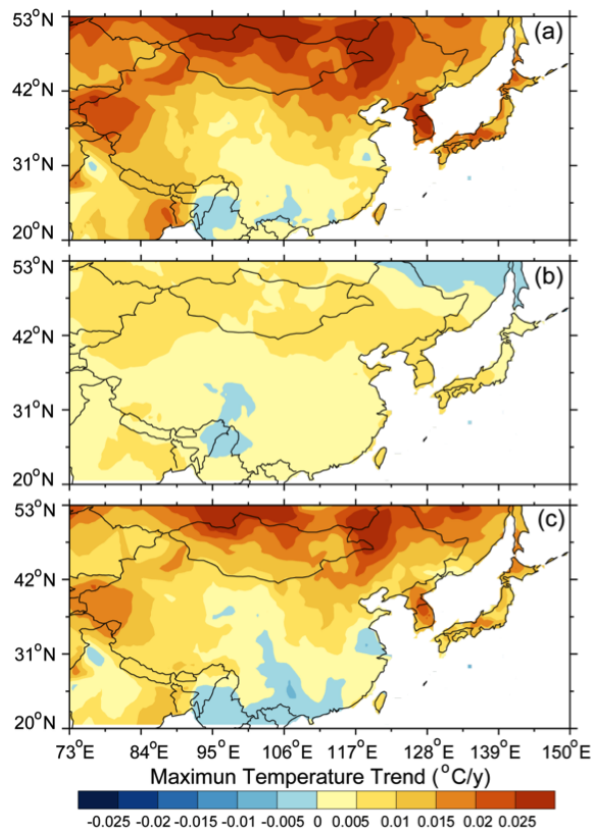 (a)
53°N
42°N
31°N
20°N
(b)
53°N
42°N
31°N
20°N
(c)
53°N
42°N
31°N
20°N
73°E 84°E 95°E 106°E 117°E 128°E 139°E 150°E
Maximun Temperature Trend (°C/y)
-0.025 -0.02 -0.015 -0.01 -0.005 0 0.005 0.01 0.015 0.02 0.025